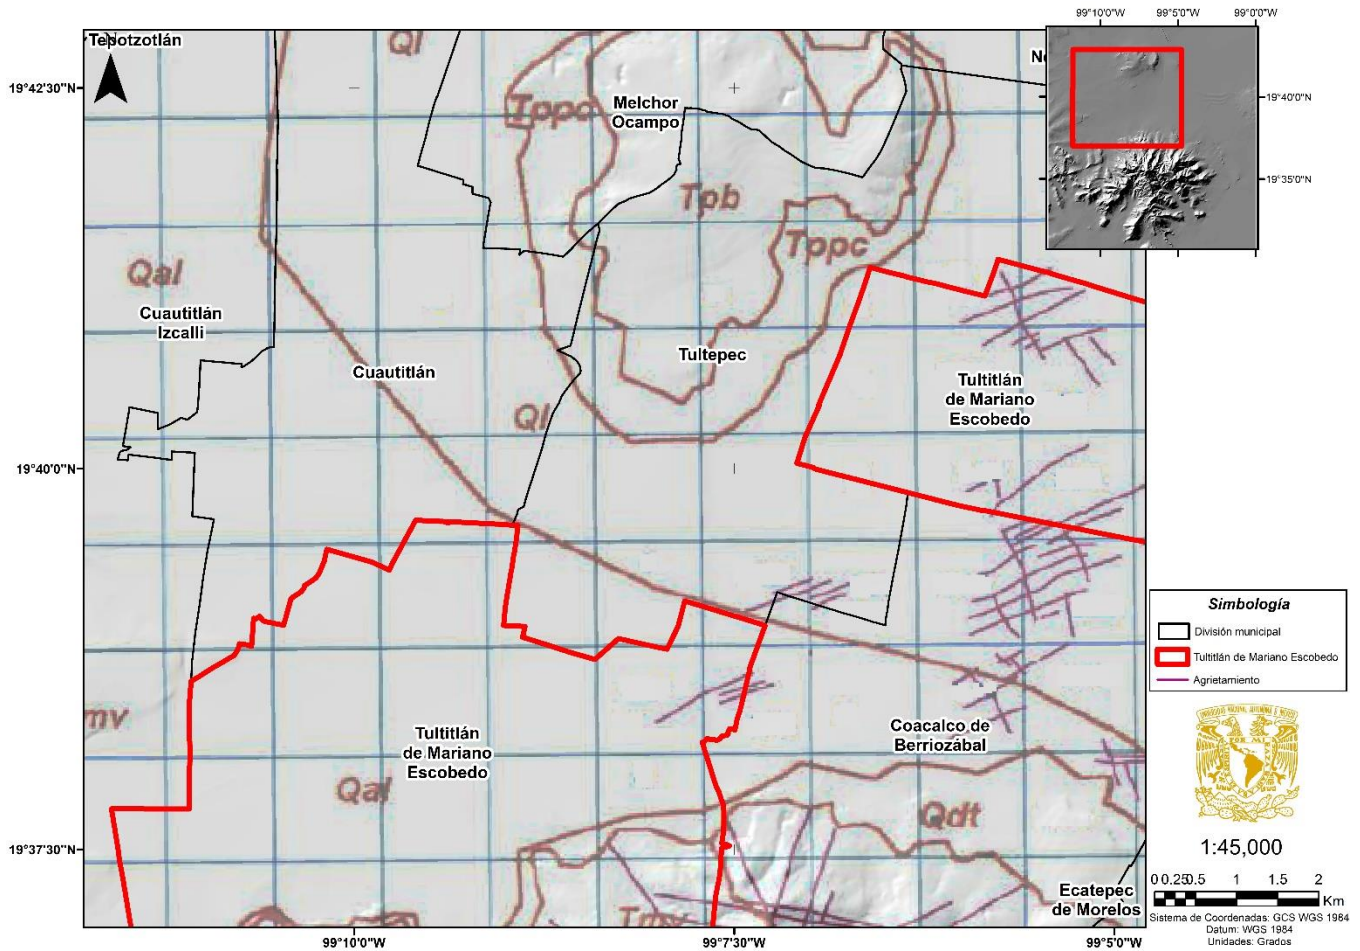 99°10'0"W
99°5'0"W
99°0'0"W
Tepotzotlán
N
Ql
19°42'30"N
Melchor
Ocampo
19°40'0"N
Tpb
Tppc
19°35'0"N
Qal
Cuautitlán
Izcalli
Cuautitlán
Tultepec
Tultitlán
de Mariano
Escobedo
Ql
19°40'0"N
Simbología
División municipal
Tultitlán de Mariano Escobedo
Agrietamiento
Tultitlán
de Mariano
Escobedo
Coacalco de
Berriozábal
Qal
Qdt
1:45,000
19°37'30"N
Ecatepec
de Morelos
Tmv
0 0.25 0.5 1 1.5 2
Km
Sistema de Coordenadas: GCS WGS 1984
Datum: WGS 1984
Unidades: Grados
99°10'0"W
99°7'30"W
99°5'0"W